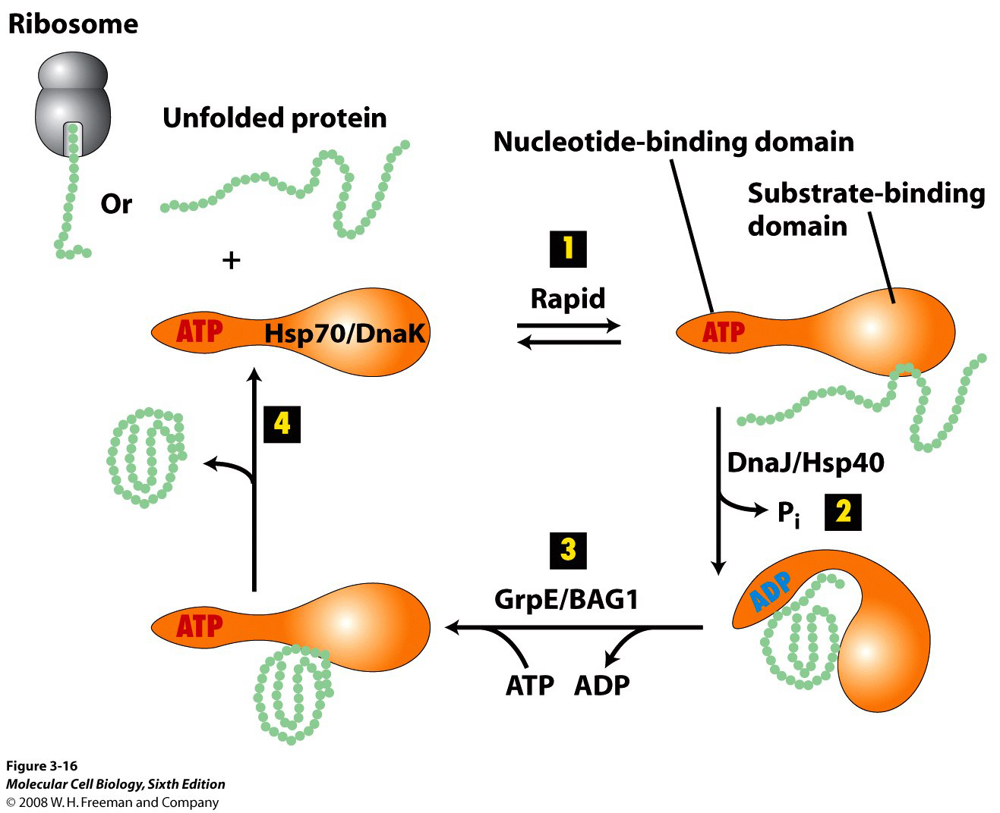 Ribosome
Unfolded protein
Or
+
Nucleotide-binding domain
Substrate-binding
domain
1
Rapid
ATP
Hsp70/DnaK
ATP
4
DnaJ/Hsp40
Pi
2
3
GrpE/BAG1
ADP
ATP
ATP
ADP
Figure 3-16
Molecular Cell Biology, Sixth Edition
© 2008 W. H. Freeman and Company